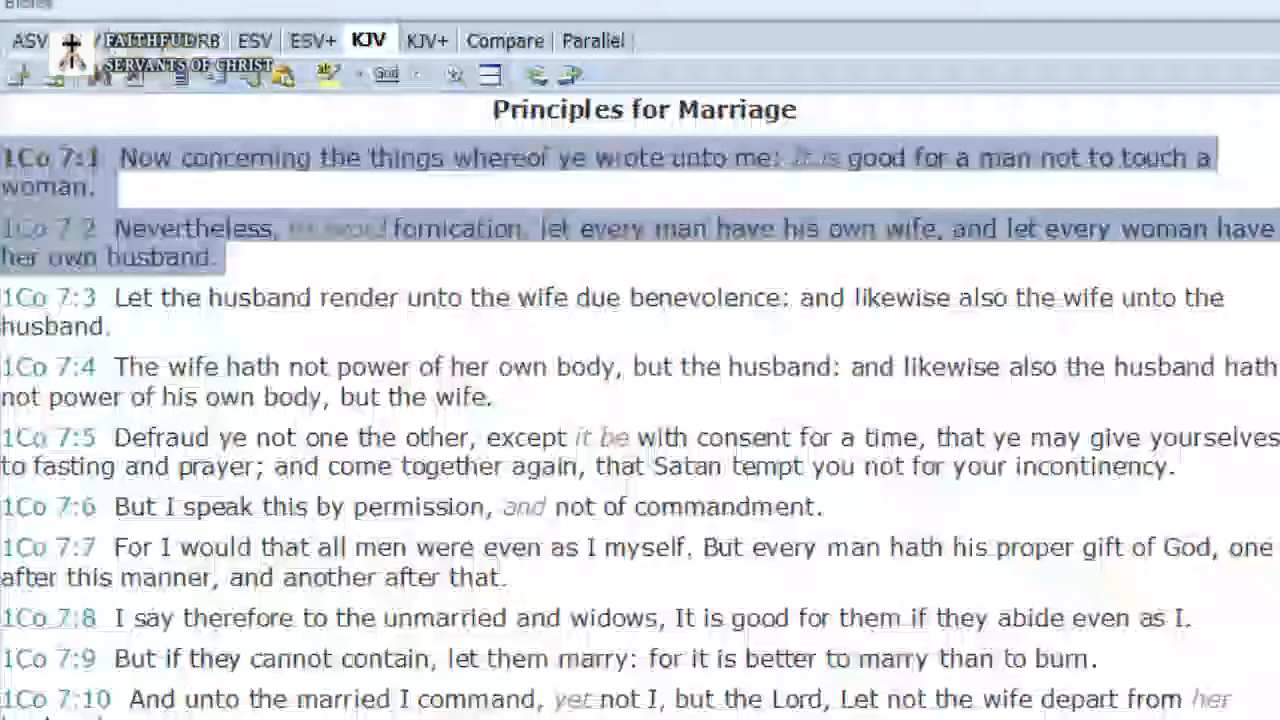 Bibles
ASV FAITHFUL RB ESV ESV+ KJV KJV+ Compare Parallel
SERVANTS OF CHRIST
Principles for Marriage
1Co 7:1 Now concerning the things whereof ye wrote unto me: It is good for a man not to touch a
woman.
1Co 7:2 Nevertheless, to avoid fornication, let every man have his own wife, and let every woman have
her own husband.
1Co 7:3 Let the husband render unto the wife due benevolence: and likewise also the wife unto the
husband.
1Co 7:4 The wife hath not power of her own body, but the husband: and likewise also the husband hath
not power of his own body, but the wife.
1Co 7:5 Defraud ye not one the other, except it be with consent for a time, that ye may give yourselves
to fasting and prayer; and come together again, that Satan tempt you not for your incontinency.
1Co 7:6 But I speak this by permission, and not of commandment.
1Co 7:7 For I would that all men were even as I myself. But every man hath his proper gift of God, one
after this manner, and another after that.
1Co 7:8 I say therefore to the unmarried and widows, It is good for them if they abide even as I.
1Co 7:9 But if they cannot contain, let them marry: for it is better to marry than to burn.
1Co 7:10 And unto the married I command, yet not I, but the Lord, Let not the wife depart from her